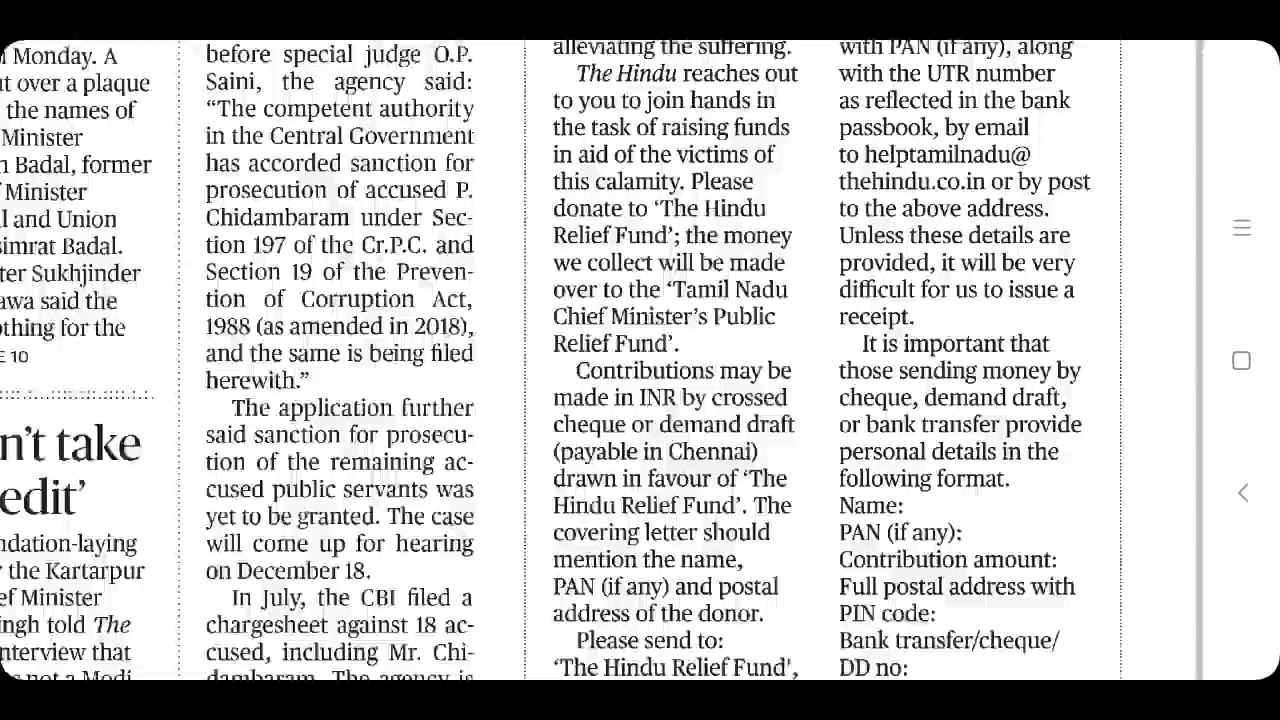 Monday. A
t over a plaque
the names of
Minister
Badal, former
Minister
l and Union
simrat Badal.
ter Sukhjinder
awa said the
othing for the
E 10
n't take
edit'
ndation-laying
the Kartarpur
ef Minister
ingh told The
nterview that
s not a Modi
before special judge O.P.
Saini, the agency said:
“The competent authority
in the Central Government
has accorded sanction for
prosecution of accused P.
Chidambaram under Sec-
tion 197 of the Cr.P.C. and
Section 19 of the Preven-
tion of Corruption Act,
1988 (as amended in 2018),
and the same is being filed
herewith.”
The application further
said sanction for prosecu-
tion of the remaining ac-
cused public servants was
yet to be granted. The case
will come up for hearing
on December 18.
In July, the CBI filed a
chargesheet against 18 ac-
cused, including Mr. Chi-
dambaram. The agency is
alleviating the suffering.
The Hindu reaches out
to you to join hands in
the task of raising funds
in aid of the victims of
this calamity. Please
donate to ‘The Hindu
Relief Fund’; the money
we collect will be made
over to the ‘Tamil Nadu
Chief Minister’s Public
Relief Fund’.
Contributions may be
made in INR by crossed
cheque or demand draft
(payable in Chennai)
drawn in favour of ‘The
Hindu Relief Fund’. The
covering letter should
mention the name,
PAN (if any) and postal
address of the donor.
Please send to:
‘The Hindu Relief Fund’,
with PAN (if any), along
with the UTR number
as reflected in the bank
passbook, by email
to helptamilnadu@
thehindu.co.in or by post
to the above address.
Unless these details are
provided, it will be very
difficult for us to issue a
receipt.
It is important that
those sending money by
cheque, demand draft,
or bank transfer provide
personal details in the
following format.
Name:
PAN (if any):
Contribution amount:
Full postal address with
PIN code:
Bank transfer/cheque/
DD no: